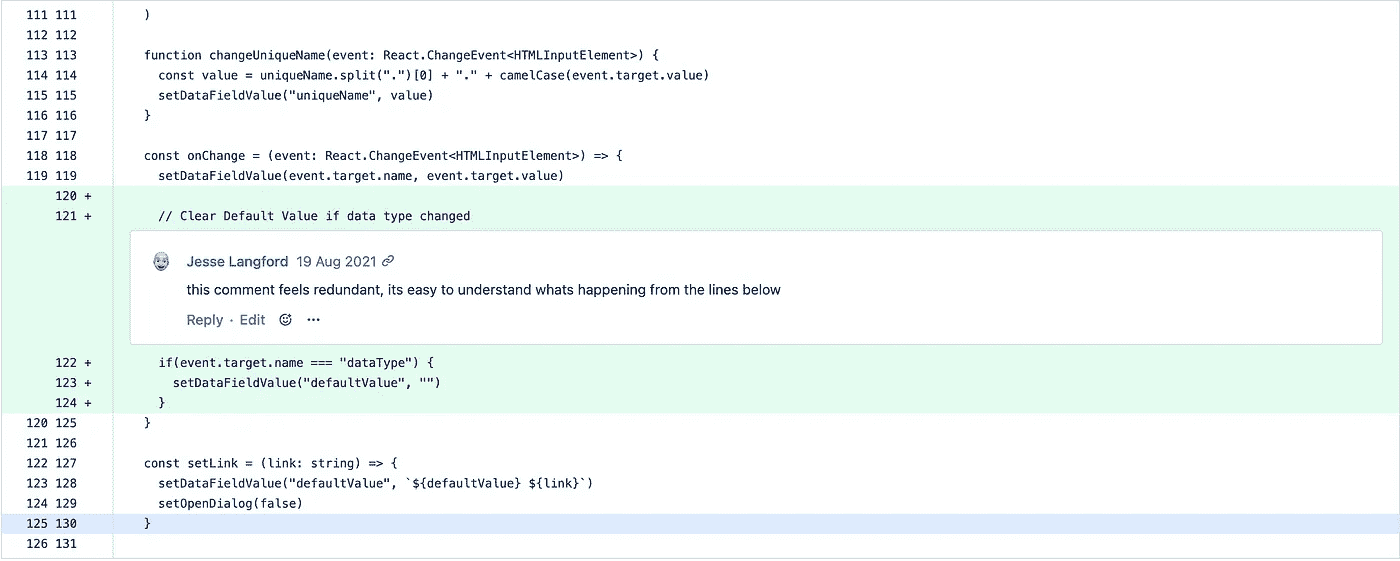 111 111 )
112 112
113 113 function changeUniqueName(event: React.ChangeEvent<HTMLInputElement>) {
114 114 const value = uniqueName.split(".")[0] + "." + camelCase(event.target.value)
115 115 setDataFieldValue("uniqueName", value)
116 116 }
117 117
118 118 const onChange = (event: React.ChangeEvent<HTMLInputElement>) => {
119 119 setDataFieldValue(event.target.name, event.target.value)
120 +
121 + // Clear Default Value if data type changed
Jesse Langford 19 Aug 2021
this comment feels redundant, its easy to understand whats happening from the lines below
Reply · Edit ···
122 + if(event.target.name === "dataType") {
123 + setDataFieldValue("defaultValue", "")
124 + }
120 125 }
121 126
122 127 const setLink = (link: string) => {
123 128 setDataFieldValue("defaultValue", `${defaultValue} ${link}`)
124 129 setOpenDialog(false)
125 130 }
126 131